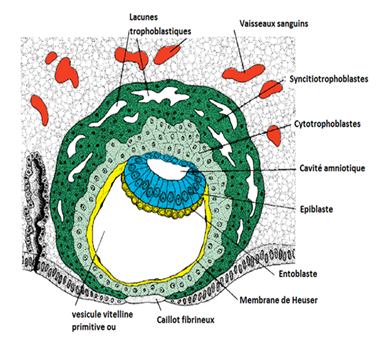 Lacunes
trophoblastiques
Vaisseaux sanguins
Syncitiotrophoblastes
Cytotrophoblastes
Cavité amniotique
Epiblaste
Entoblaste
Membrane de Heuser
vesicule vitelline
primitive ou
Caillot fibrineux